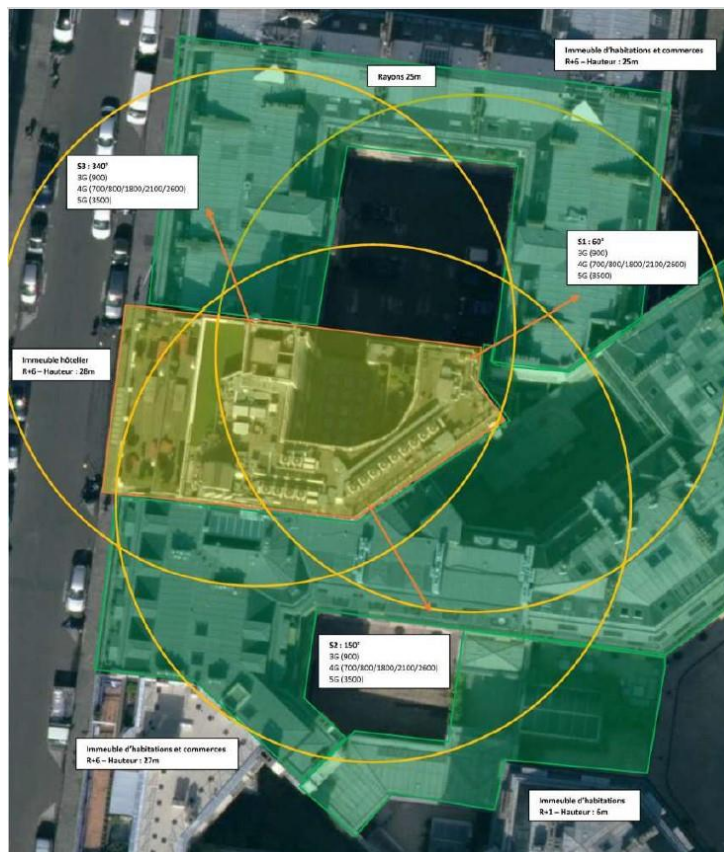 Immeuble d'habitations et commerces
R+6 – Hauteur : 25m
Rayons 25m
S3 : 340°
3G (900)
4G (700/800/1800/2100/2600)
5G (3500)
S1 : 60°
3G (900)
4G (700/800/1800/2100/2600)
5G (3500)
Immeuble hôtelier
R+6 – Hauteur : 28m
S2 : 150°
3G (900)
4G (700/800/1800/2100/2600)
5G (3500)
Immeuble d'habitations et commerces
R+6 – Hauteur : 27m
Immeuble d'habitations
R+1 – Hauteur : 6m